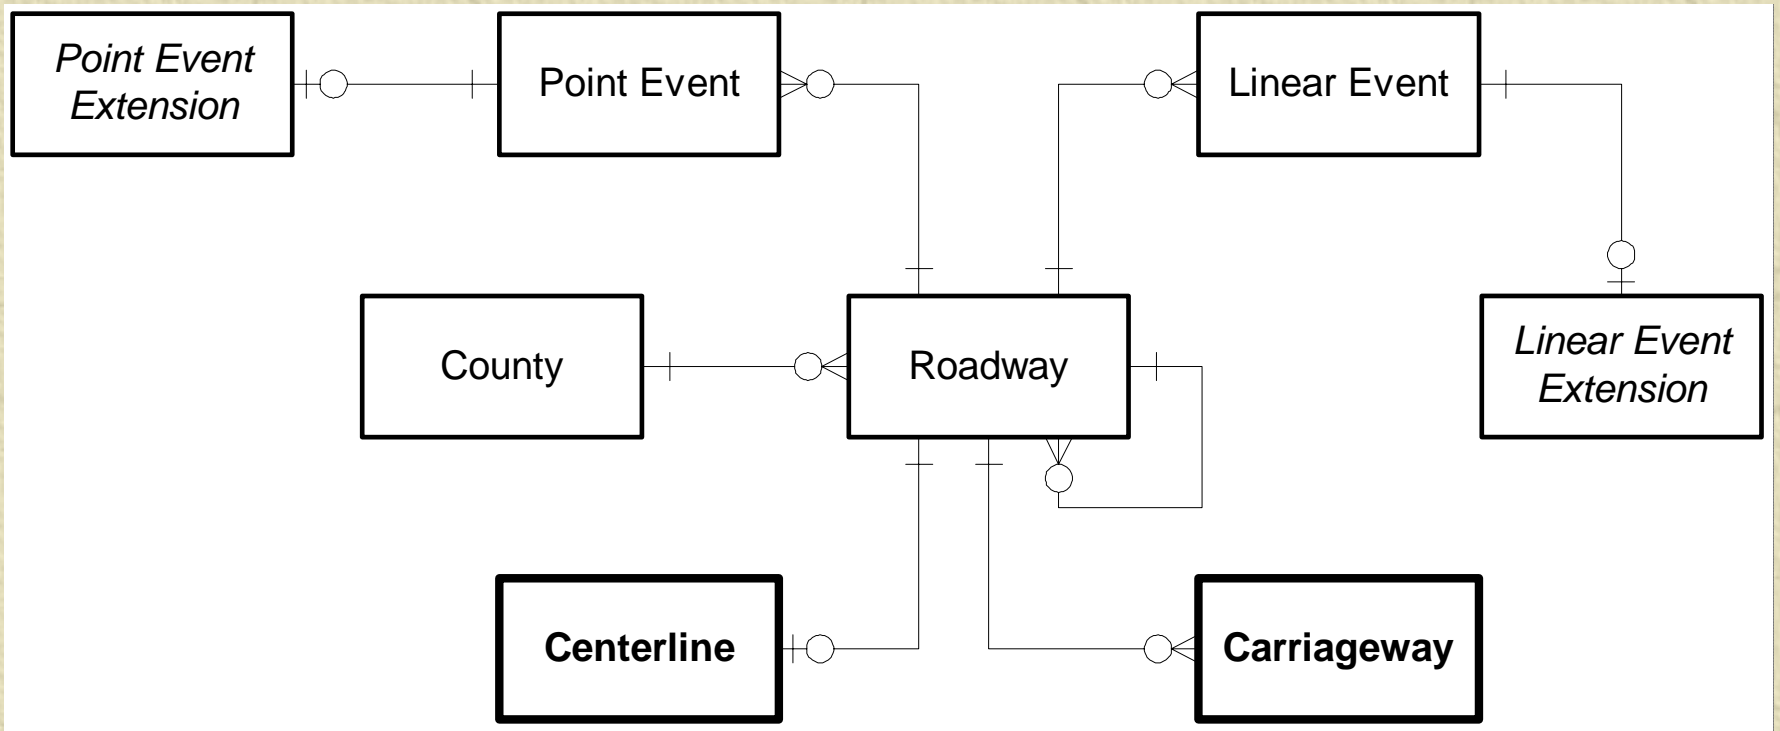 Point Event
Extension
Point Event
Linear Event
County
Roadway
Linear Event
Extension
Centerline
Carriageway